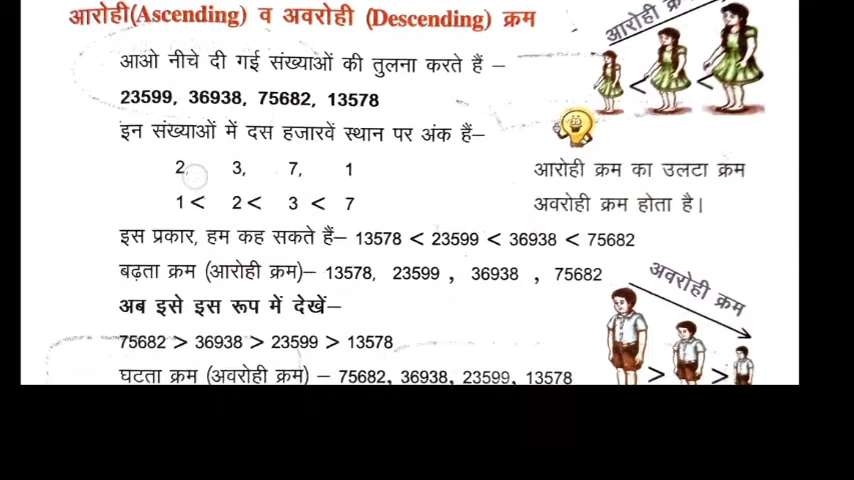 आरोही(Ascending) व अवरोही (Descending) क्रम
आओ नीचे दी गई संख्याओं की तुलना करते हैं –
23599, 36938, 75682, 13578
इन संख्याओं में दस हजारवें स्थान पर अंक हैं–
2, 3, 7, 1
1 < 2 < 3 < 7
इस प्रकार, हम कह सकते हैं– 13578 < 23599 < 36938 < 75682
बढ़ता क्रम (आरोही क्रम)– 13578, 23599 , 36938 , 75682
अब इसे इस रूप में देखें–
75682 > 36938 > 23599 > 13578
घटता क्रम (अवरोही क्रम) – 75682, 36938, 23599, 13578
आरोही
< <
आरोही क्रम का उलटा क्रम
अवरोही क्रम होता है।
अवरोही क्रम
> >